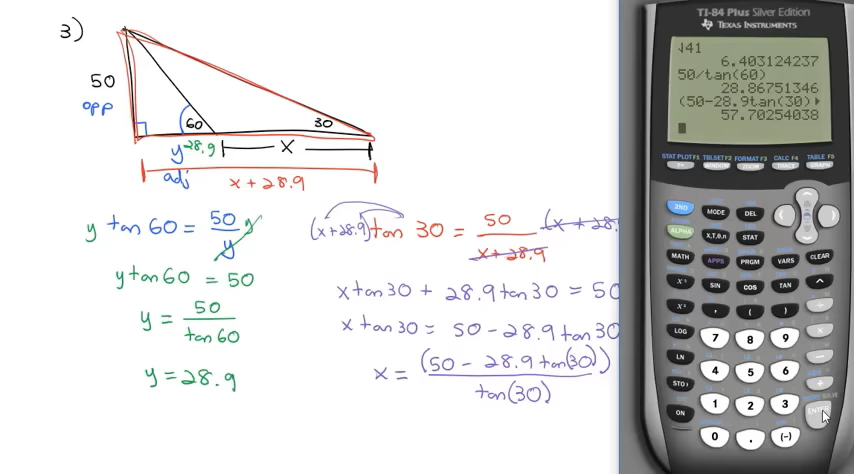 3)
50
opp
60
30
y 28.9
x
adj
x + 28.9
y tan 60 = 50/y y
y tan 60 = 50
y = 50/tan 60
y = 28.9
(x+28.9) tan 30 = 50/x+28.9 (x + 28.
x tan 30 + 28.9 tan 30 = 50
x tan 30 = 50 - 28.9 tan 30
x = (50 - 28.9 tan(30))/tan(30)
TI-84 Plus Silver Edition
TEXAS INSTRUMENTS
√41
6.403124237
50/tan(60)
28.86751346
(50-28.9tan(30)
57.70254038
STAT PLOT F1 TBLSET F2 FORMAT F3 CALC F4 TABLE F5
Y= WINDOW ZOOM TRACE GRAPH
2ND MODE DEL
ALPHA X,T,θ,n STAT
MATH APPS PRGM VARS CLEAR
x⁻¹ SIN COS TAN ^
x² , ( ) ÷
LOG 7 8 9 ×
LN 4 5 6 −
STO› 1 2 3 +
ON 0 . (-) ENTER